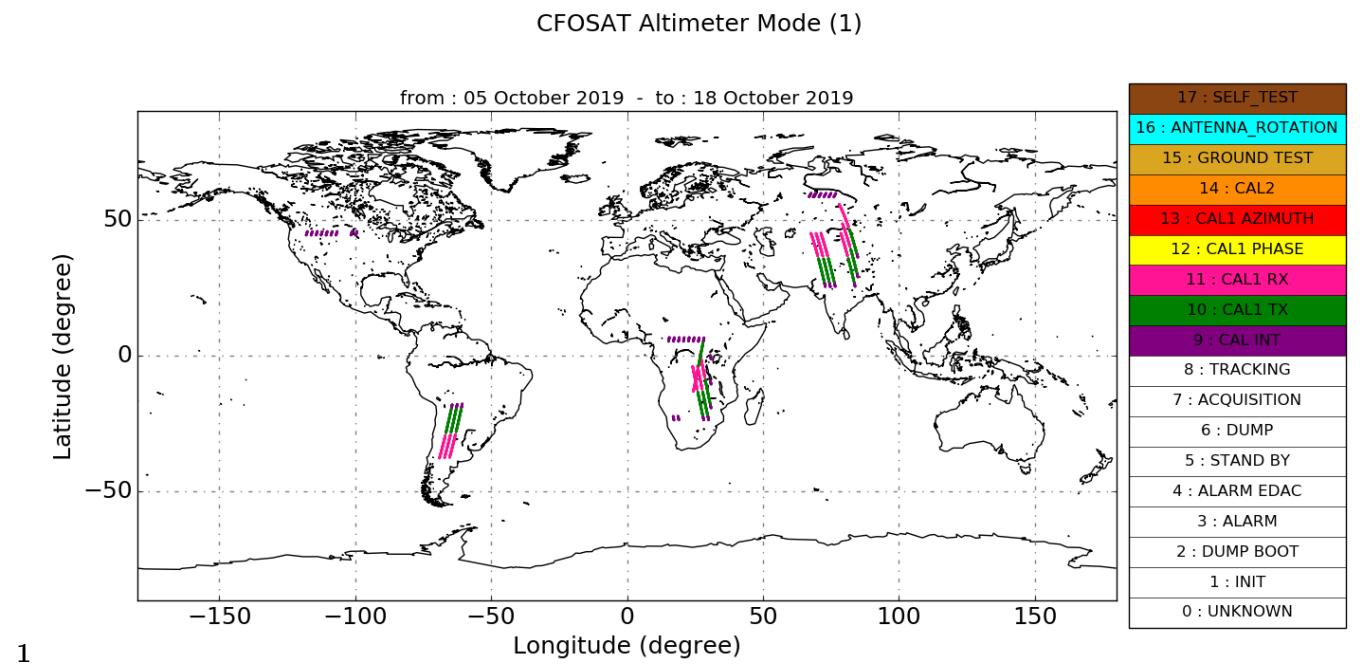 CFOSAT Altimeter Mode (1)
from : 05 October 2019 - to : 18 October 2019
17 : SELF_TEST
16 : ANTENNA_ROTATION
15 : GROUND TEST
14 : CAL2
13 : CAL1 AZIMUTH
12 : CAL1 PHASE
11 : CAL1 RX
10 : CAL1 TX
9 : CAL INT
8 : TRACKING
7 : ACQUISITION
6 : DUMP
5 : STAND BY
4 : ALARM EDAC
3 : ALARM
2 : DUMP BOOT
1 : INIT
0 : UNKNOWN
Latitude (degree)
50
0
−50
−150 −100 −50 0 50 100 150
Longitude (degree)
1